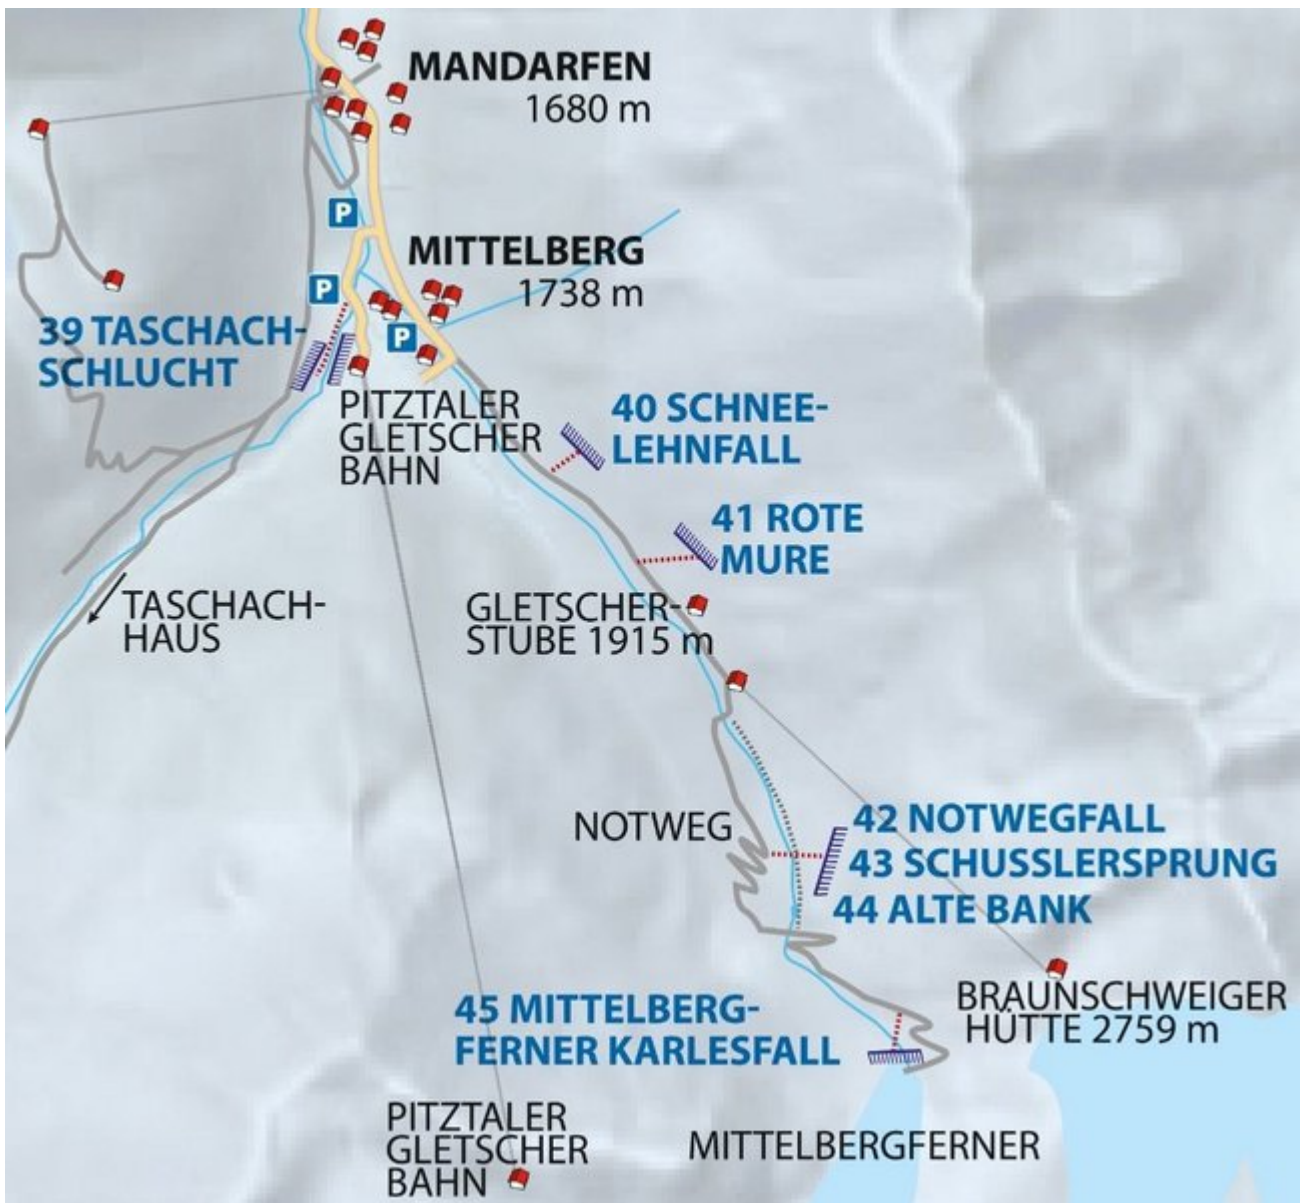 MANDARFEN
1680 m
P
MITTELBERG
1738 m
P
P
39 TASCHACH-
SCHLUCHT
PITZTALER
GLETSCHER
BAHN
40 SCHNEE-
LEHNFALL
41 ROTE
MURE
TASCHACH-
HAUS
GLETSCHER-
STUBE 1915 m
NOTWEG
42 NOTWEGFALL
43 SCHUSSLERSPRUNG
44 ALTE BANK
BRAUNSCHWEIGER
HÜTTE 2759 m
45 MITTELBERG-
FERNER KARLESFALL
PITZTALER
GLETSCHER
BAHN
MITTELBERGFERNER